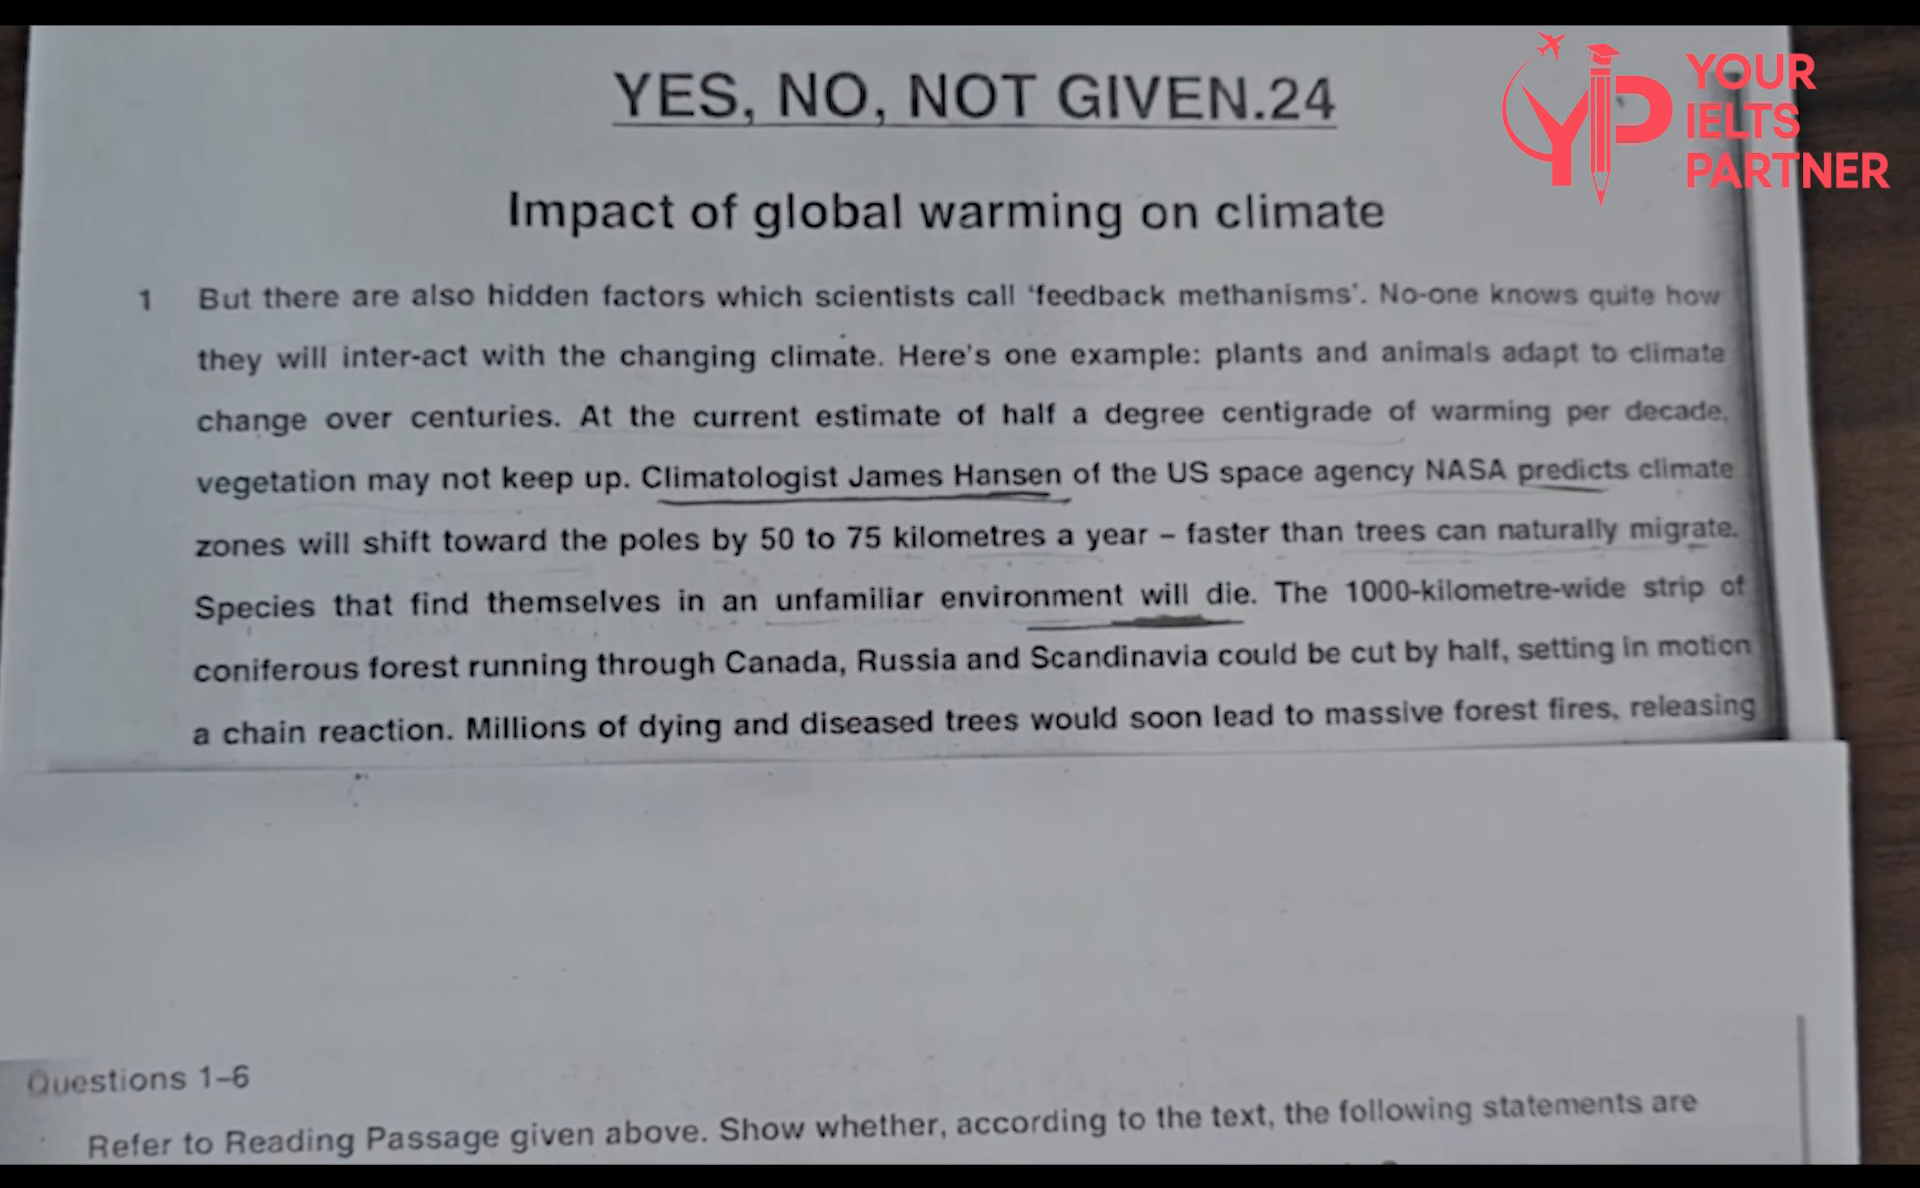 YES, NO, NOT GIVEN.24
YOUR
IELTS
PARTNER
Impact of global warming on climate
1 But there are also hidden factors which scientists call ‘feedback methanisms’. No-one knows quite how
they will inter-act with the changing climate. Here’s one example: plants and animals adapt to climate
change over centuries. At the current estimate of half a degree centigrade of warming per decade,
vegetation may not keep up. Climatologist James Hansen of the US space agency NASA predicts climate
zones will shift toward the poles by 50 to 75 kilometres a year – faster than trees can naturally migrate.
Species that find themselves in an unfamiliar environment will die. The 1000-kilometre-wide strip of
coniferous forest running through Canada, Russia and Scandinavia could be cut by half, setting in motion
a chain reaction. Millions of dying and diseased trees would soon lead to massive forest fires, releasing
Questions 1–6
Refer to Reading Passage given above. Show whether, according to the text, the following statements are